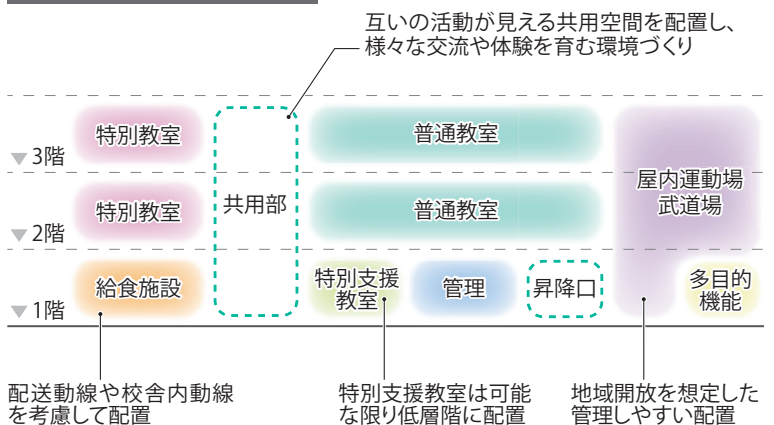 互いの活動が見える共用空間を配置し、
様々な交流や体験を育む環境づくり
特別教室
普通教室
▼3階
屋内運動場
武道場
特別教室
共用部
普通教室
▼2階
給食施設
特別支援
教室
管理
昇降口
多目的
機能
▼1階
配送動線や校舎内動線
を考慮して配置
特別支援教室は可能
な限り低層階に配置
地域開放を想定した
管理しやすい配置